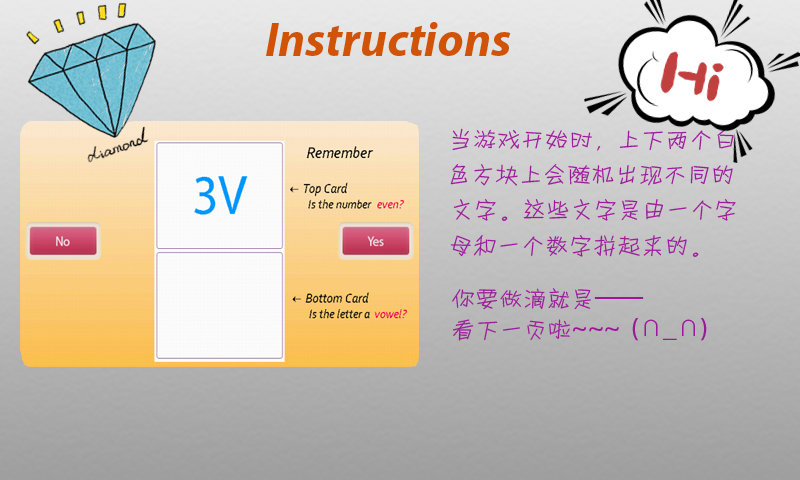 Instructions
Hi
diamond
Remember
3V
← Top Card
Is the number even?
No
Yes
← Bottom Card
Is the letter a vowel?
当游戏开始时，上下两个白
色方块上会随机出现不同的
文字。这些文字是由一个字
母和一个数字拼起来的。
你要做滴就是——
看下一页啦~~~（∩_∩）